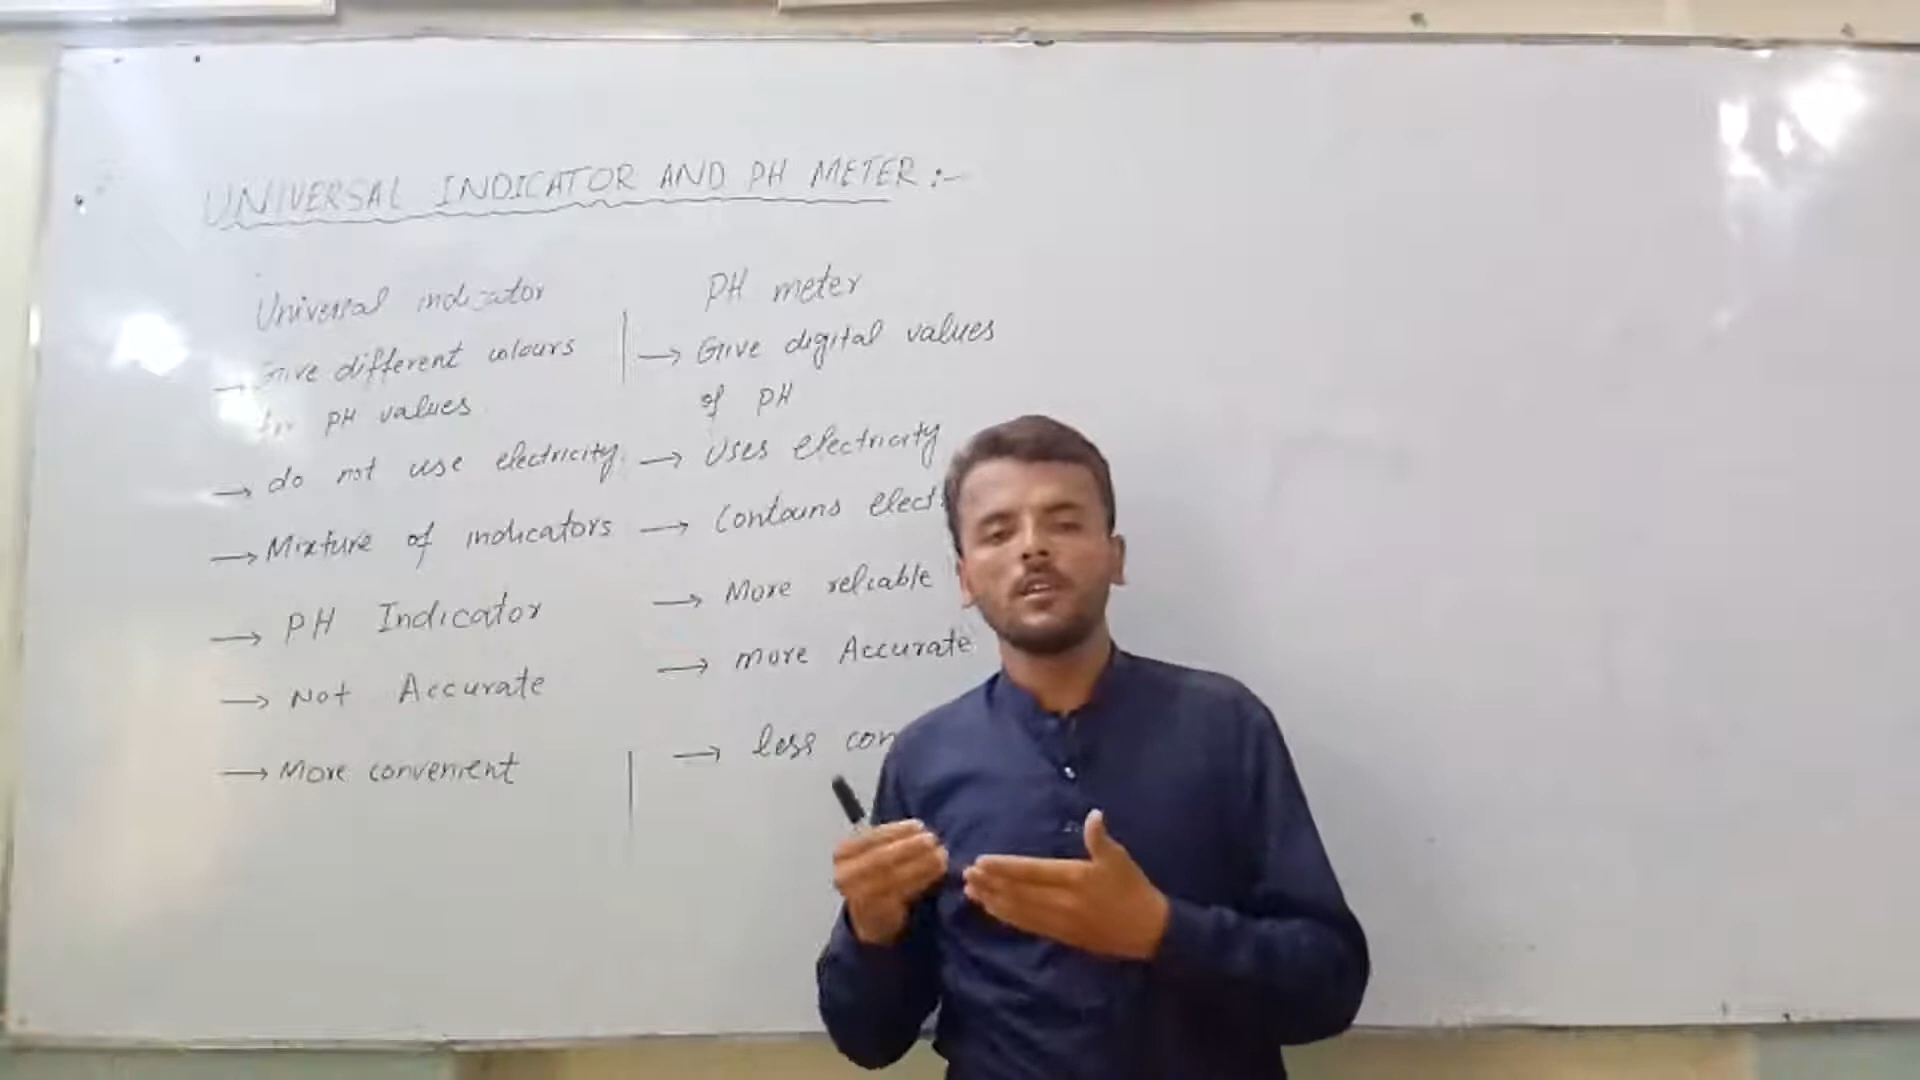 UNIVERSAL INDICATOR AND PH METER :-
Universal indicator
→ Give different colours
for PH values
→ do not use electricity.
→ Mixture of indicators
→ PH Indicator
→ Not Accurate
→ More convenient
PH meter
→ Give digital values
of PH
→ Uses electricity
→ Contains
→ More reliable
→ more Accurate
→ less